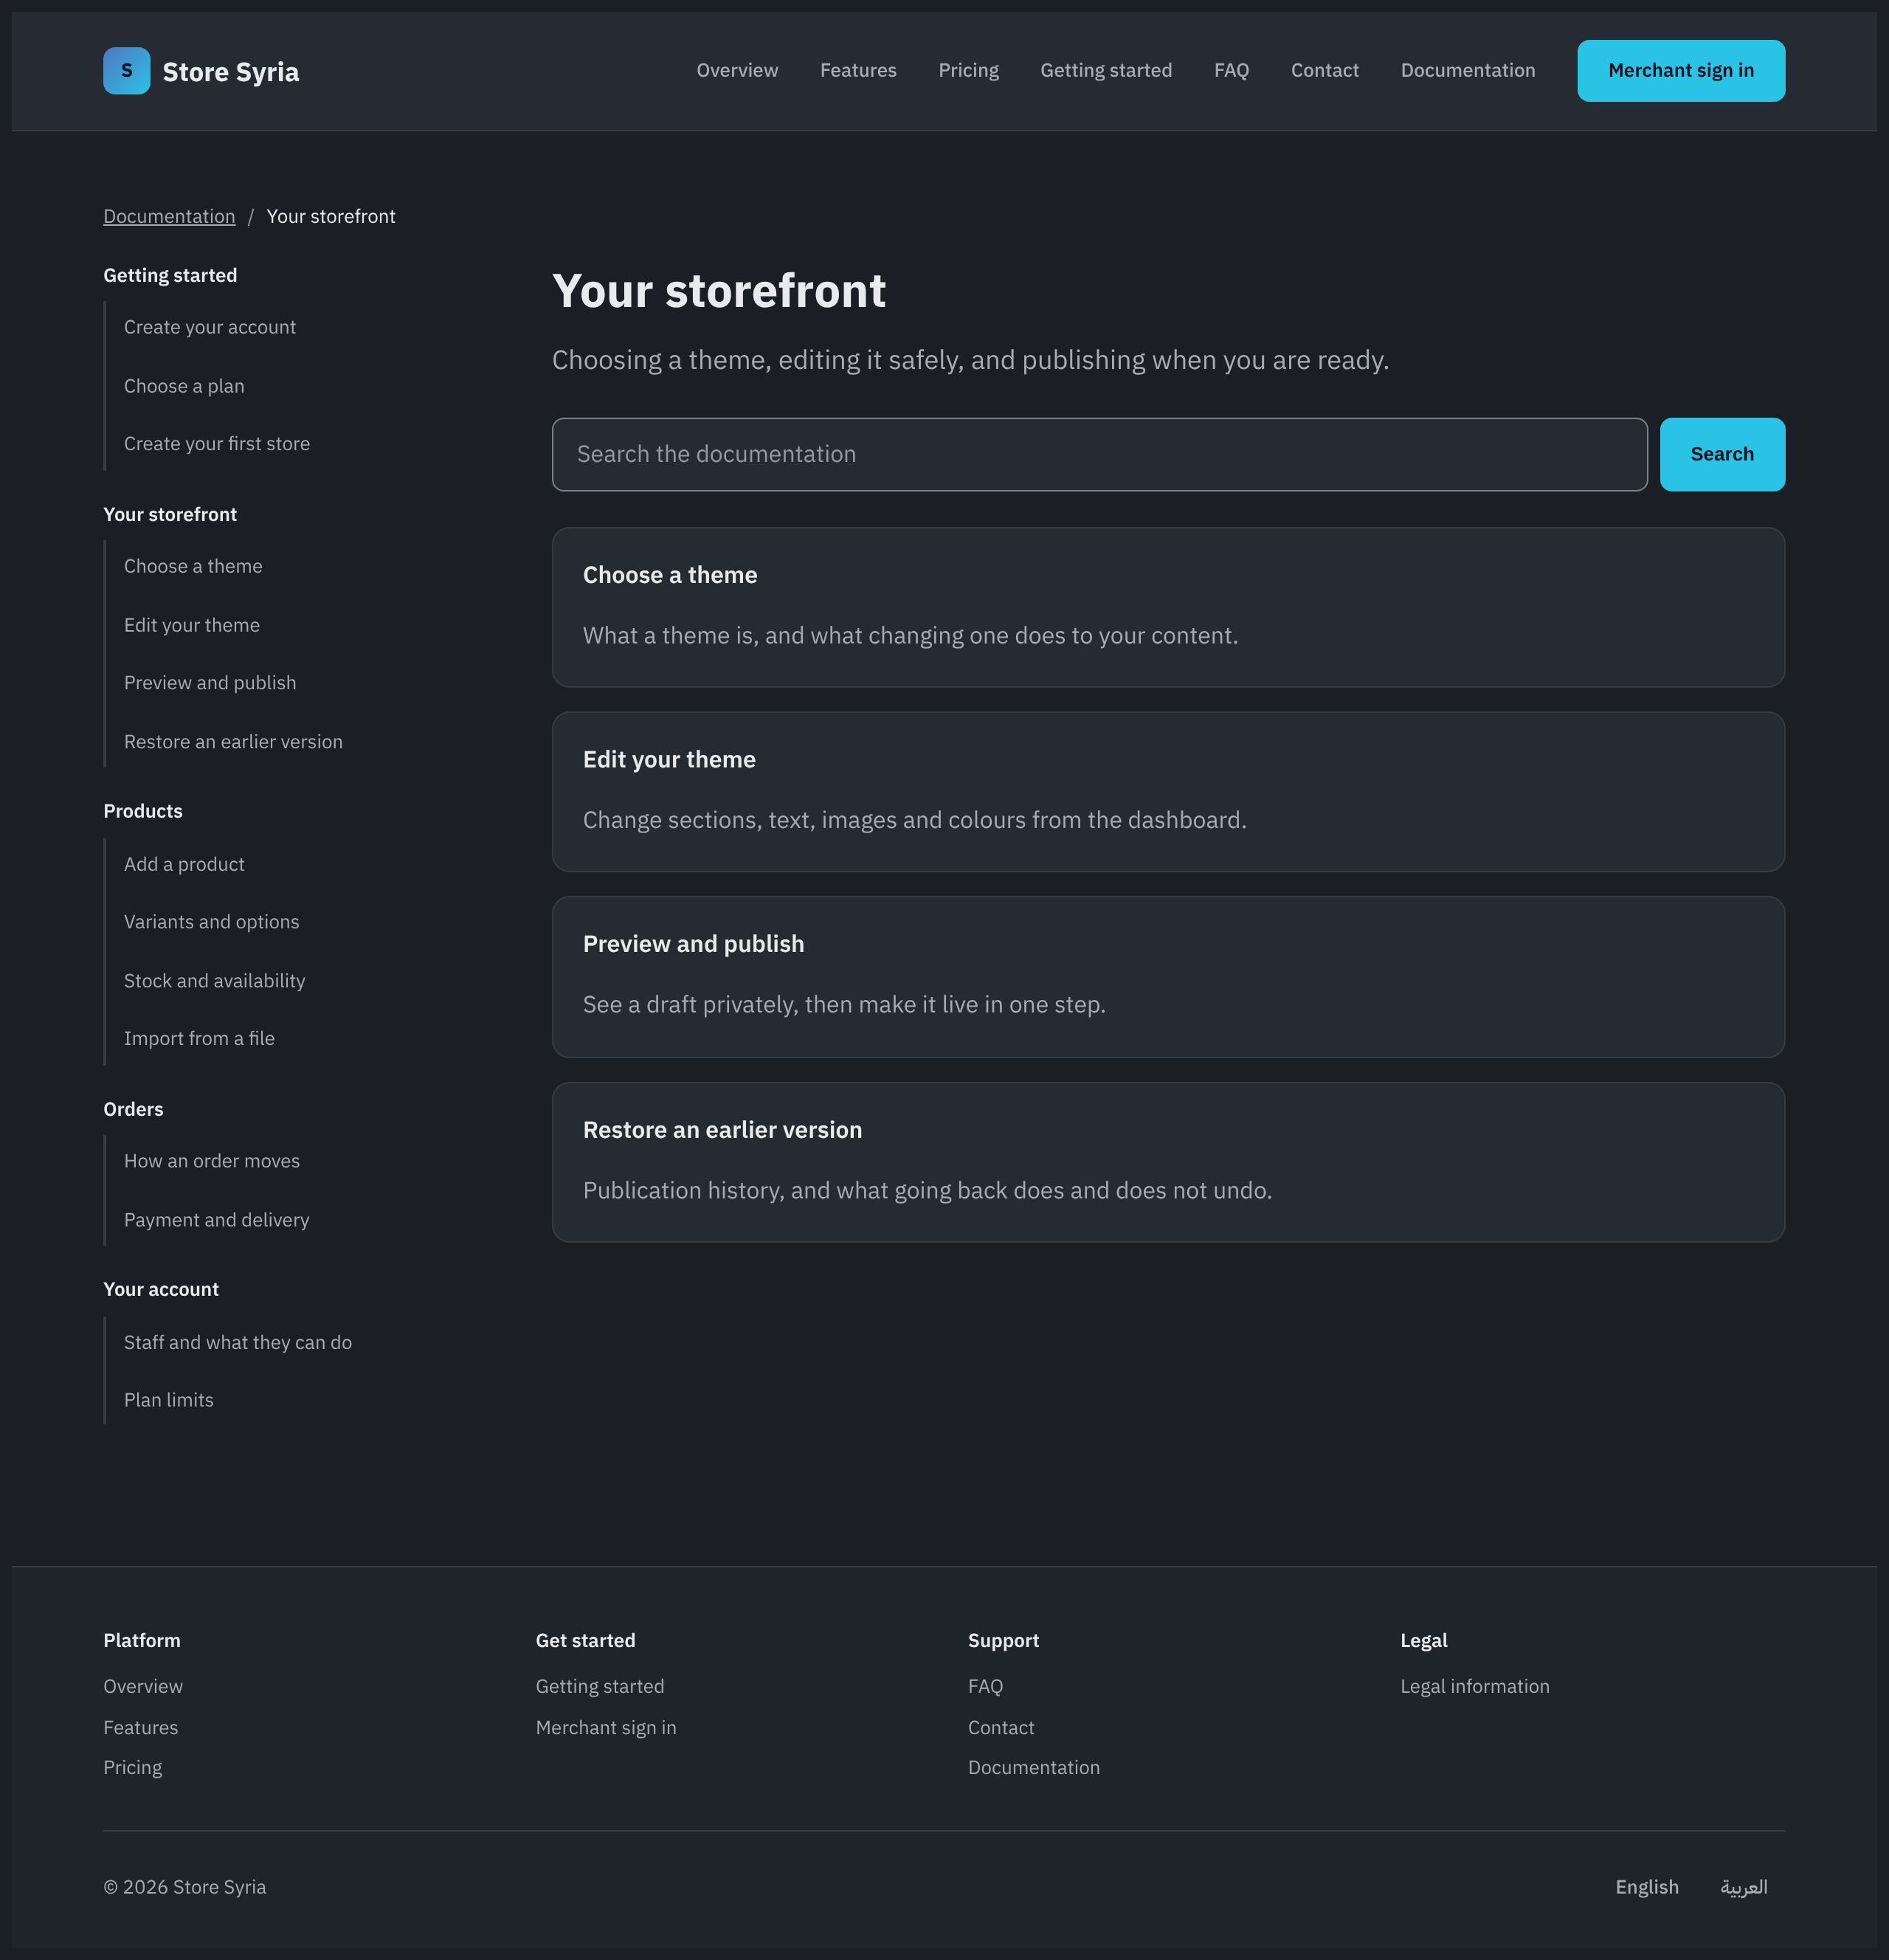 S
Store Syria
Overview
Features
Pricing
Getting started
FAQ
Contact
Documentation
Merchant sign in
Documentation / Your storefront
Getting started
Create your account
Choose a plan
Create your first store
Your storefront
Choose a theme
Edit your theme
Preview and publish
Restore an earlier version
Products
Add a product
Variants and options
Stock and availability
Import from a file
Orders
How an order moves
Payment and delivery
Your account
Staff and what they can do
Plan limits
Your storefront
Choosing a theme, editing it safely, and publishing when you are ready.
Search the documentation
Search
Choose a theme
What a theme is, and what changing one does to your content.
Edit your theme
Change sections, text, images and colours from the dashboard.
Preview and publish
See a draft privately, then make it live in one step.
Restore an earlier version
Publication history, and what going back does and does not undo.
Platform
Overview
Features
Pricing
Get started
Getting started
Merchant sign in
Support
FAQ
Contact
Documentation
Legal
Legal information
© 2026 Store Syria
English
العربية